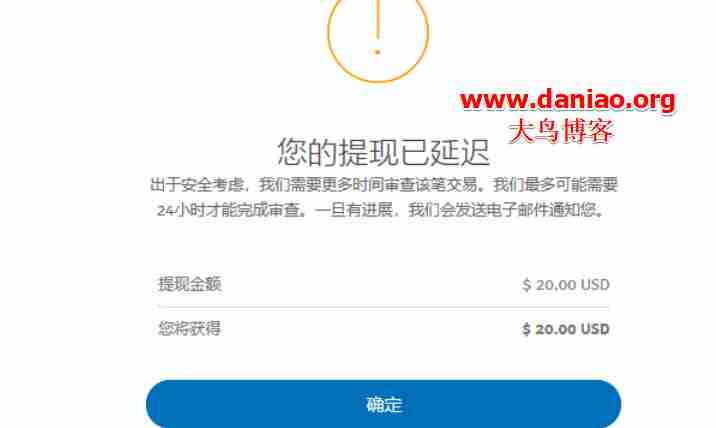 www.daniao.org
大鸟博客
您的提现已延迟
出于安全考虑，我们需要更多时间审查该笔交易。我们最多可能需要
24小时才能完成审查。一旦有进展，我们会发送电子邮件通知您。
提现金额 $ 20.00 USD
您将获得 $ 20.00 USD
确定